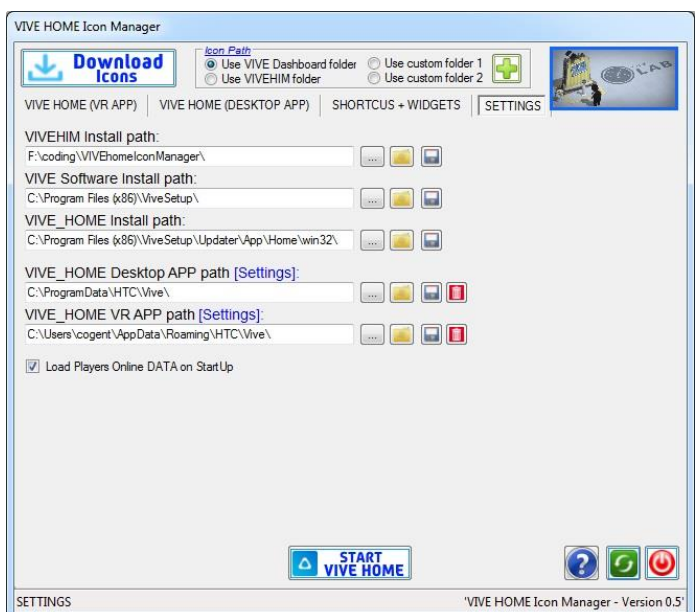 VIVE HOME Icon Manager
Download
Icons
Icon Path
Use VIVE Dashboard folder
Use custom folder 1
Use VIVEHIM folder
Use custom folder 2
LAB
VIVE HOME (VR APP)
VIVE HOME (DESKTOP APP)
SHORTCUS + WIDGETS
SETTINGS
VIVEHIM Install path:
F:\coding\VIVEhomeIconManager\
...
VIVE Software Install path:
C:\Program Files (x86)\ViveSetup\
...
VIVE_HOME Install path:
C:\Program Files (x86)\ViveSetup\Updater\App\Home\win32\
...
VIVE_HOME Desktop APP path [Settings]:
C:\ProgramData\HTC\Vive\
...
VIVE_HOME VR APP path [Settings]:
C:\Users\cogent\AppData\Roaming\HTC\Vive\
...
Load Players Online DATA on StartUp
START
VIVE HOME
?
SETTINGS
'VIVE HOME Icon Manager - Version 0.5'